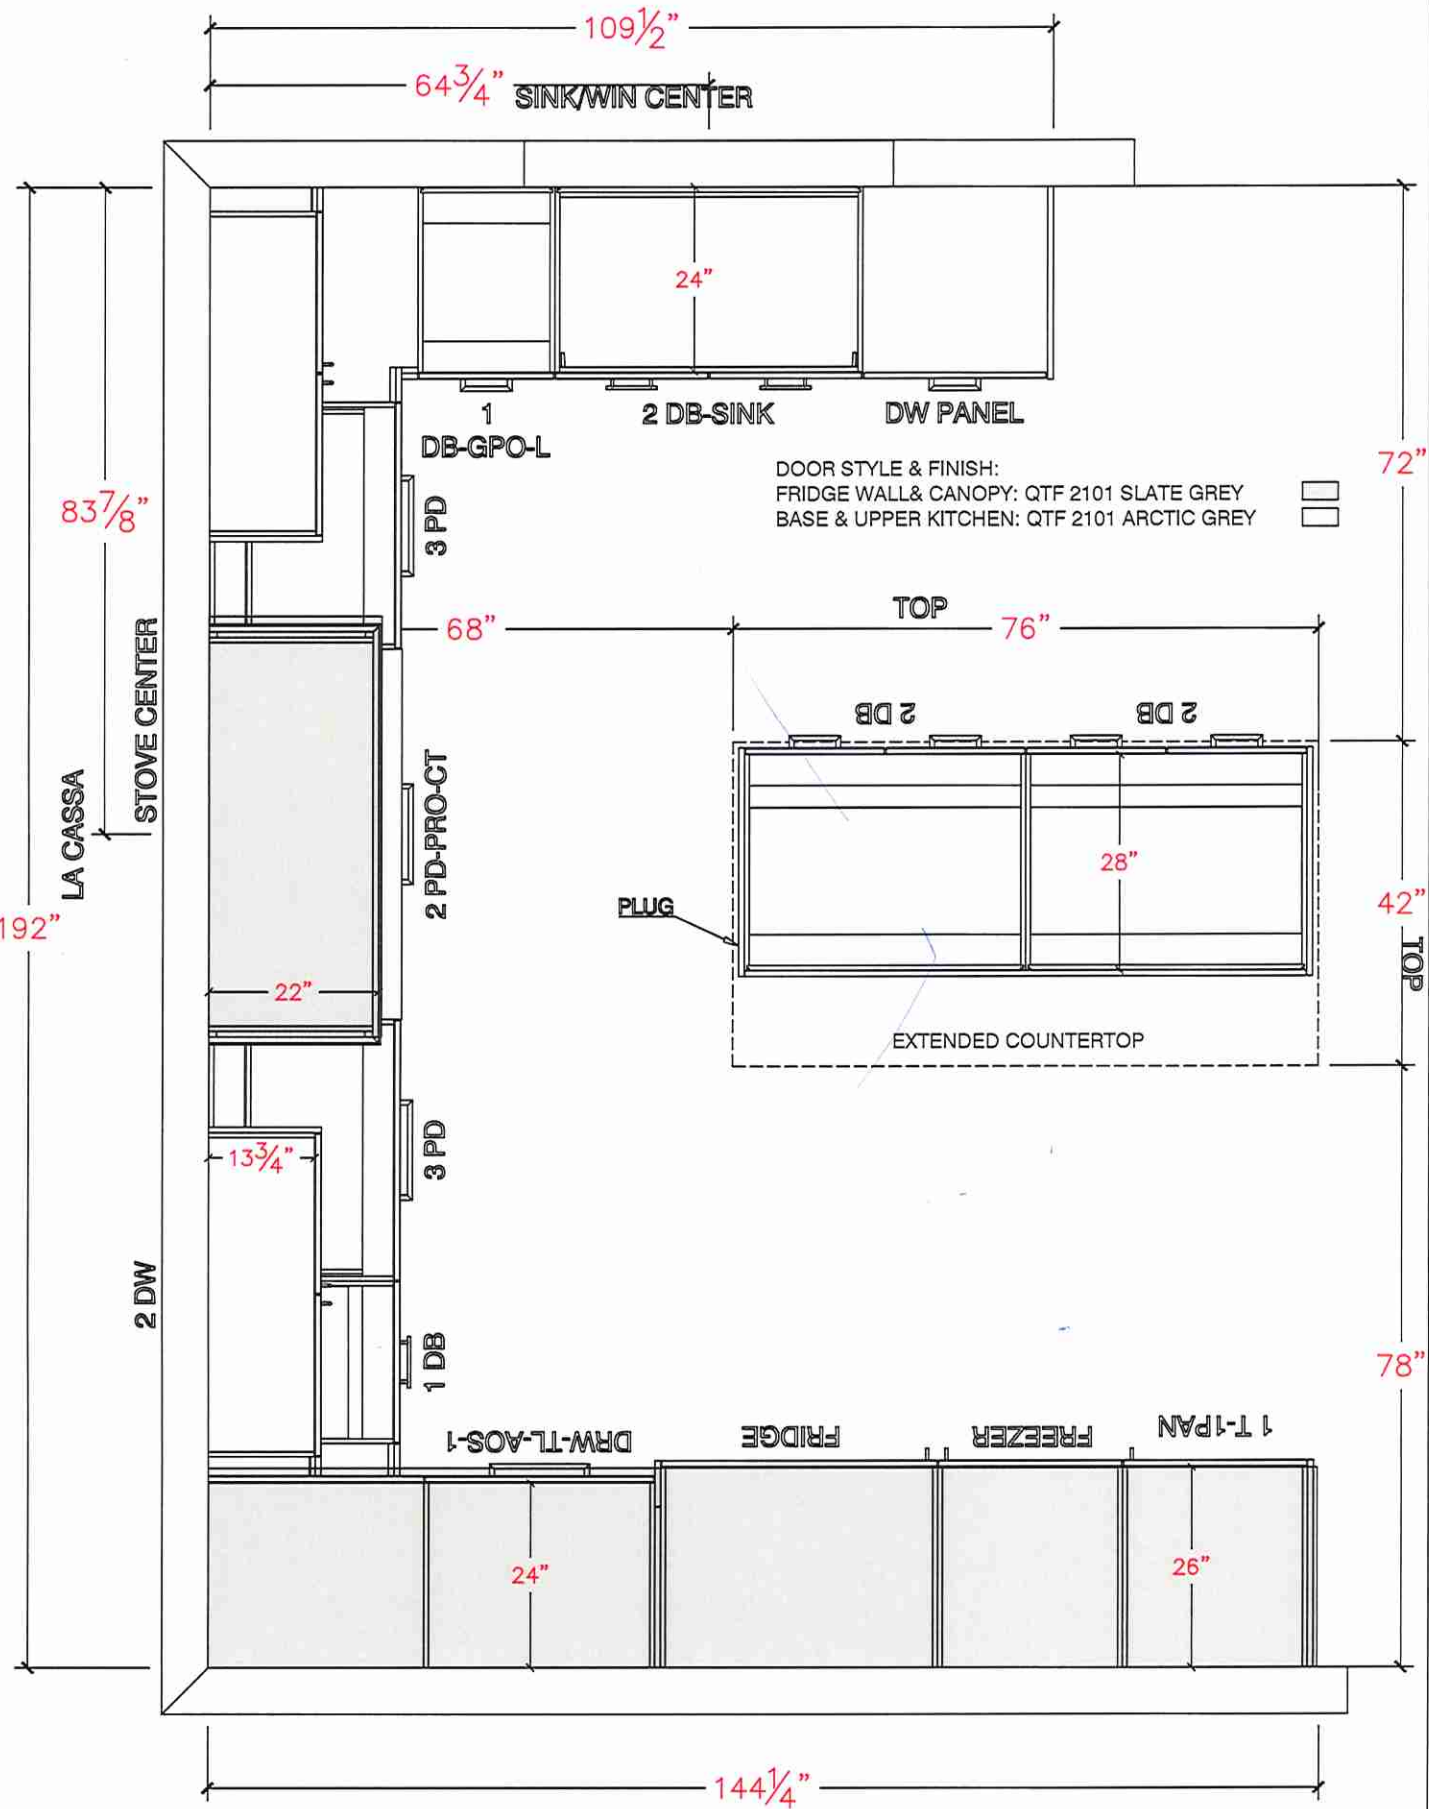 109½"
64¾"
SINK/WIN CENTER
24"
1
DB-GPO-L
2 DB-SINK
DW PANEL
DOOR STYLE & FINISH:
FRIDGE WALL& CANOPY: QTF 2101 SLATE GREY
BASE & UPPER KITCHEN: QTF 2101 ARCTIC GREY
72"
83⅞"
3 PD
STOVE CENTER
LA CASSA
192"
68"
TOP
76"
2 DB
2 DB
2 PD-PRO-CT
28"
PLUG
42"
TOP
22"
EXTENDED COUNTERTOP
3 PD
13¾"
2 DW
1 DB
78"
DRW-TL-AOS-1
FRIDGE
FREEZER
1 T-1PAN
24"
26"
144¼"